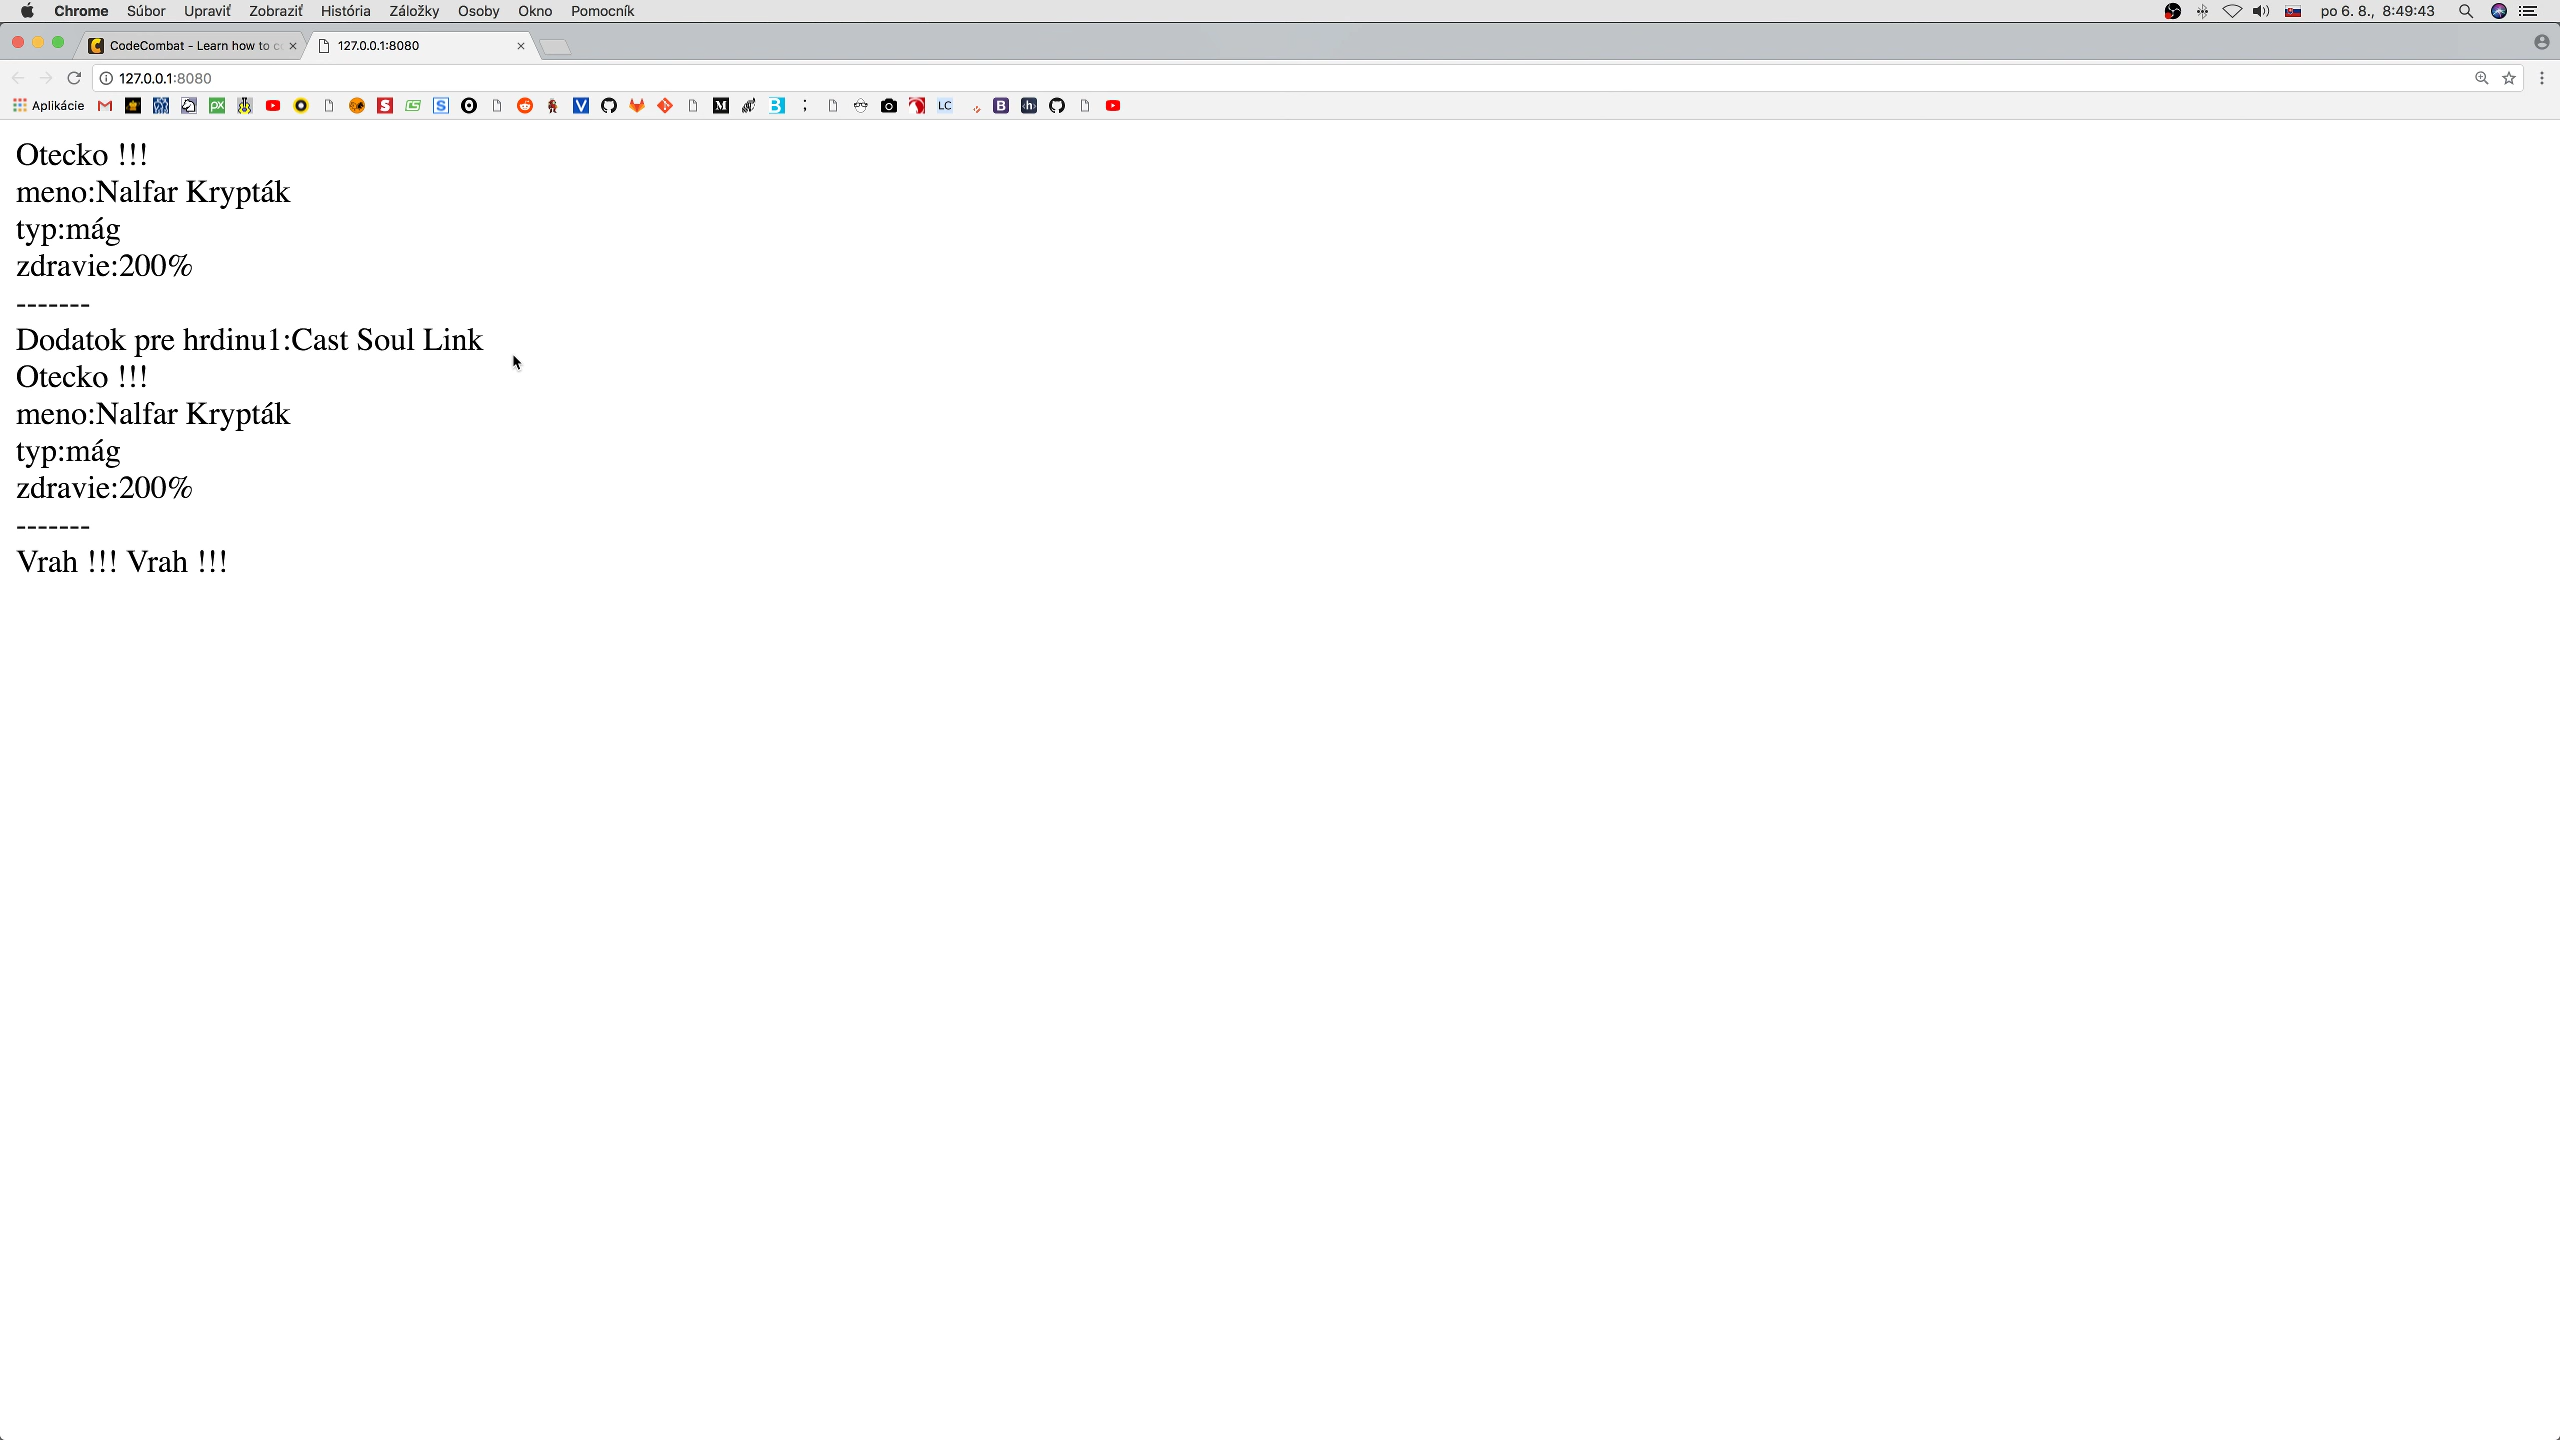 Chrome Súbor Upraviť Zobraziť História Záložky Osoby Okno Pomocník po 6. 8., 8:49:43
CodeCombat - Learn how to c 127.0.0.1:8080
127.0.0.1:8080
Aplikácie
Otecko !!!
meno:Nalfar Krypták
typ:mág
zdravie:200%
-------
Dodatok pre hrdinu1:Cast Soul Link
Otecko !!!
meno:Nalfar Krypták
typ:mág
zdravie:200%
-------
Vrah !!! Vrah !!!